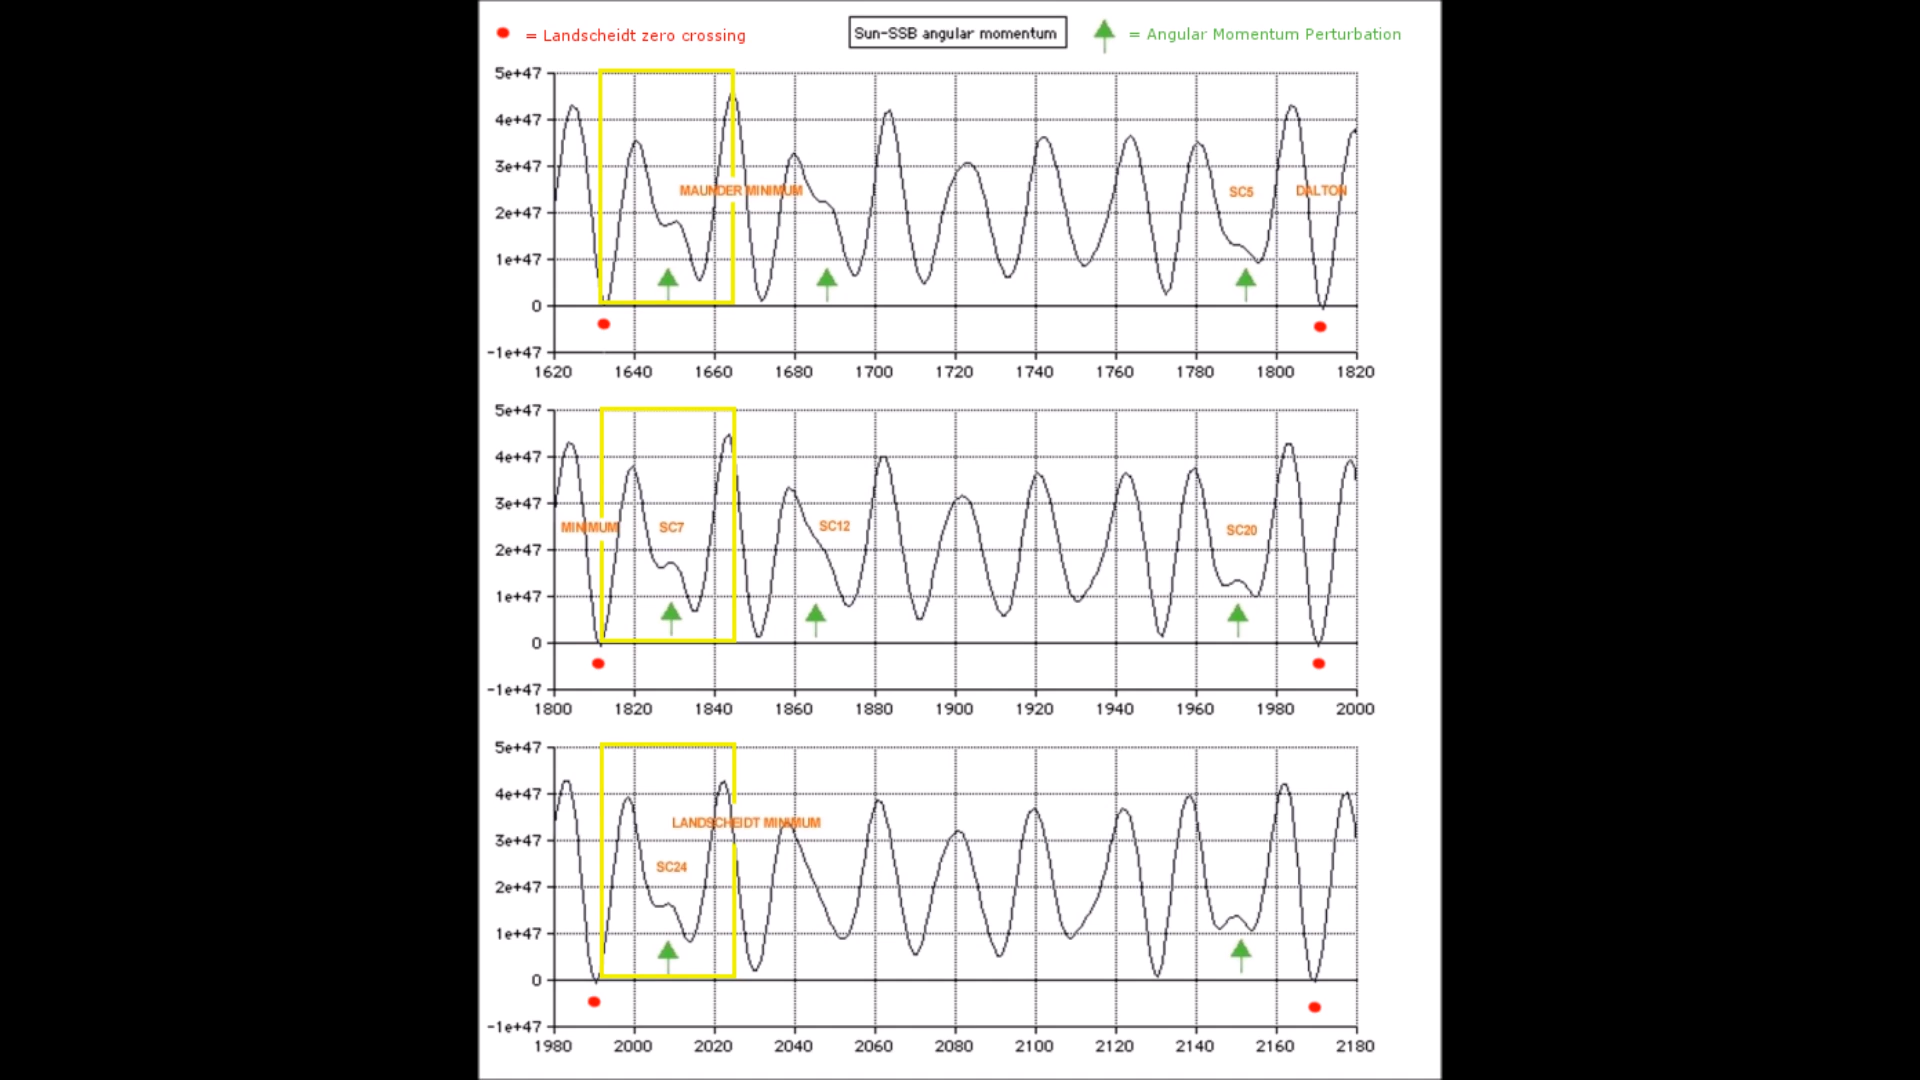 = Landscheidt zero crossing
Sun-SSB angular momentum
= Angular Momentum Perturbation
5e+47
4e+47
3e+47
2e+47
1e+47
0
-1e+47
MAUNDER MINIMUM
SC5
DALTON
1620 1640 1660 1680 1700 1720 1740 1760 1780 1800 1820
5e+47
4e+47
3e+47
2e+47
1e+47
0
-1e+47
MINIMUM
SC7
SC12
SC20
1800 1820 1840 1860 1880 1900 1920 1940 1960 1980 2000
5e+47
4e+47
3e+47
2e+47
1e+47
0
-1e+47
LANDSCHEIDT MINIMUM
SC24
1980 2000 2020 2040 2060 2080 2100 2120 2140 2160 2180